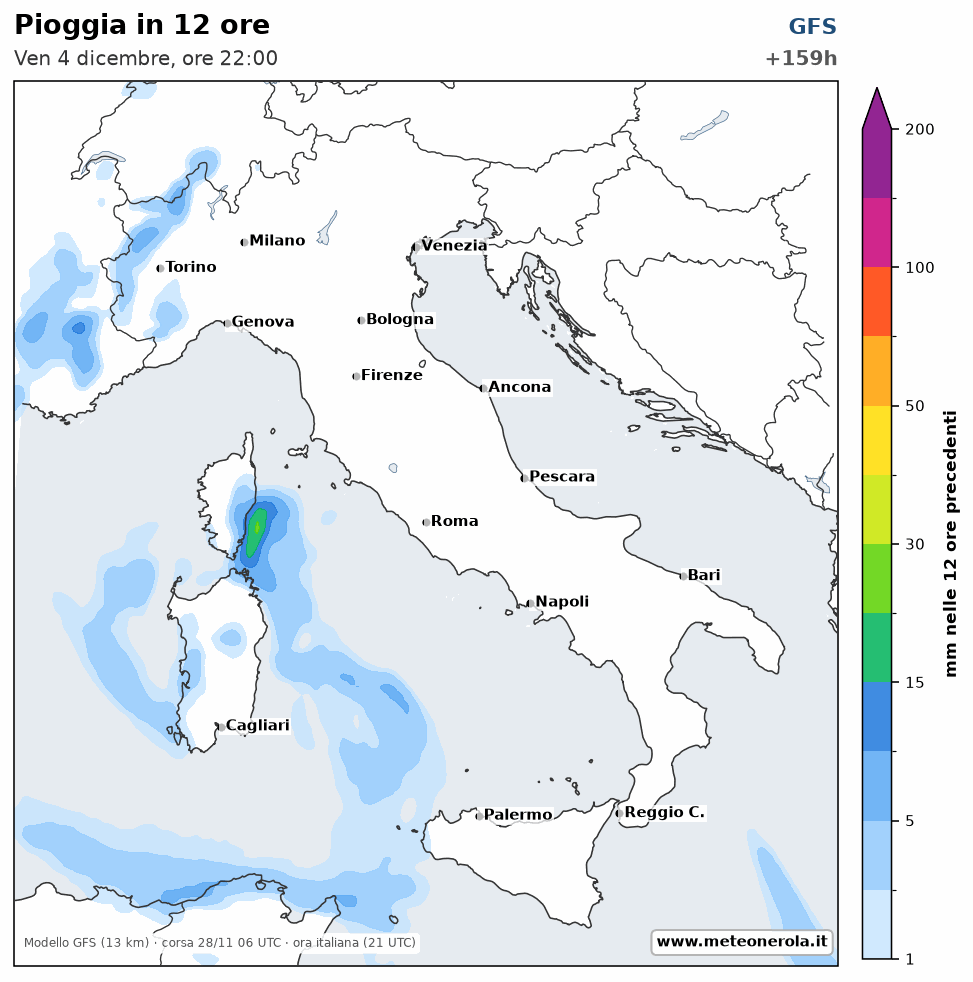 Pioggia in 12 ore
GFS
Ven 4 dicembre, ore 22:00
+159h
200
100
50
30
15
5
1
mm nelle 12 ore precedenti
Milano
Venezia
Torino
Genova
Bologna
Firenze
Ancona
Pescara
Roma
Bari
Napoli
Cagliari
Palermo
Reggio C.
Modello GFS (13 km) · corsa 28/11 06 UTC · ora italiana (21 UTC)
www.meteonerola.it